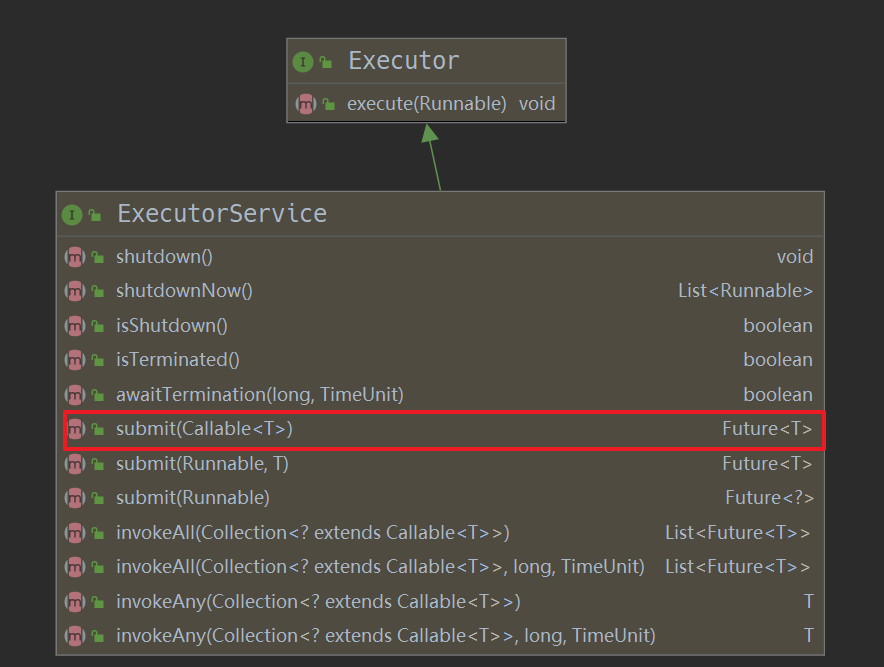 Executor
execute(Runnable) void
ExecutorService
shutdown() void
shutdownNow() List<Runnable>
isShutdown() boolean
isTerminated() boolean
awaitTermination(long, TimeUnit) boolean
submit(Callable<T>) Future<T>
submit(Runnable, T) Future<T>
submit(Runnable) Future<?>
invokeAll(Collection<? extends Callable<T>>) List<Future<T>>
invokeAll(Collection<? extends Callable<T>>, long, TimeUnit) List<Future<T>>
invokeAny(Collection<? extends Callable<T>>) T
invokeAny(Collection<? extends Callable<T>>, long, TimeUnit) T